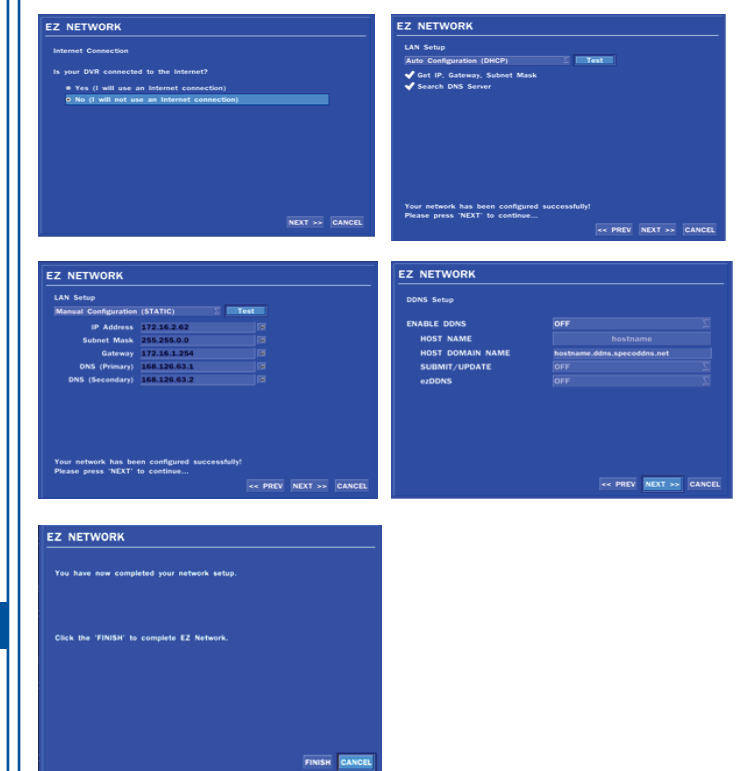 EZ NETWORK
Internet Connection
Is your DVR connected to the Internet?
Yes (I will use an Internet connection)
No (I will not use an Internet connection)
NEXT >> CANCEL
EZ NETWORK
LAN Setup
Auto Configuration (DHCP) Test
Get IP, Gateway, Subnet Mask
Search DNS Server
Your network has been configured successfully!
Please press 'NEXT' to continue...
<< PREV NEXT >> CANCEL
EZ NETWORK
LAN Setup
Manual Configuration (STATIC) Test
IP Address 172.16.2.62
Subnet Mask 255.255.0.0
Gateway 172.16.1.254
DNS (Primary) 168.126.63.1
DNS (Secondary) 168.126.63.2
Your network has been configured successfully!
Please press 'NEXT' to continue...
<< PREV NEXT >> CANCEL
EZ NETWORK
DDNS Setup
ENABLE DDNS OFF
HOST NAME hostname
HOST DOMAIN NAME hostname.ddns.specoddns.net
SUBMIT/UPDATE OFF
ezDDNS OFF
<< PREV NEXT >> CANCEL
EZ NETWORK
You have now completed your network setup.
Click the 'FINISH' to complete EZ Network.
FINISH CANCEL